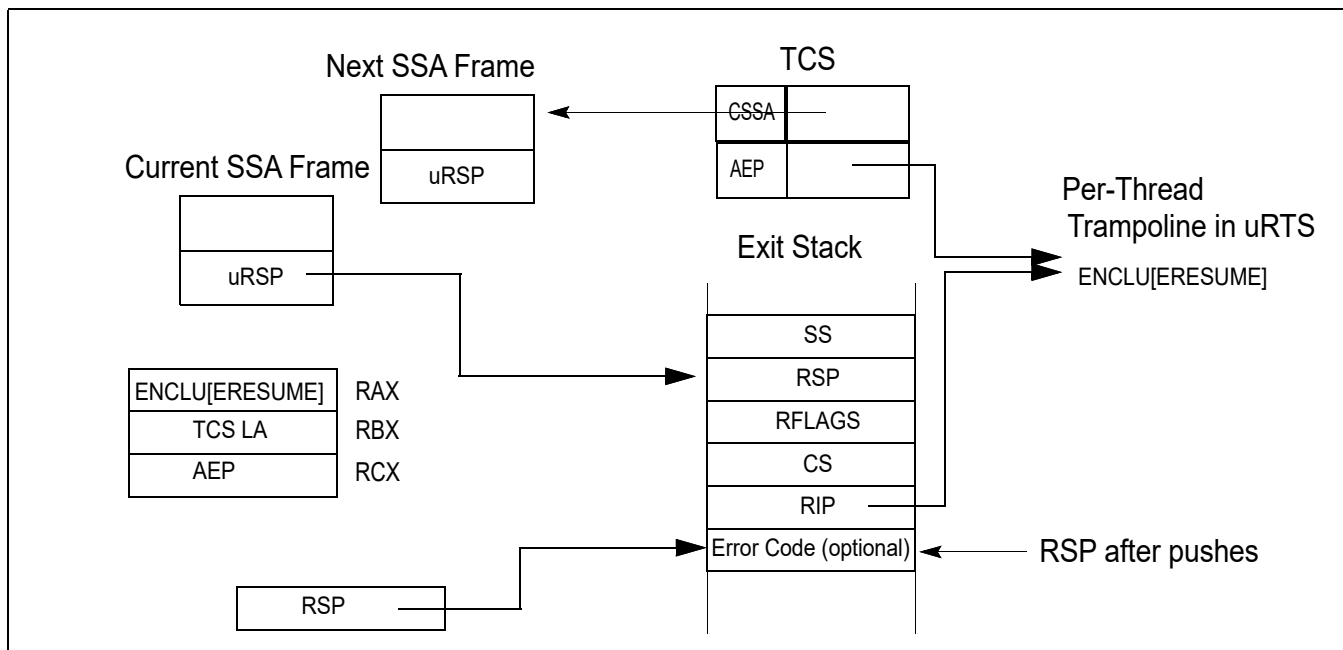 Next SSA Frame
TCS
CSSA
AEP
uRSP
Current SSA Frame
uRSP
Per-Thread
Trampoline in uRTS
ENCLU[ERESUME]
Exit Stack
SS
RSP
RFLAGS
CS
RIP
Error Code (optional)
RSP after pushes
ENCLU[ERESUME] RAX
TCS LA RBX
AEP RCX
RSP